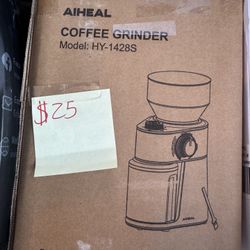 AIHEAL
COFFEE GRINDER
Model: HY-1428S
$25
AIHEAL